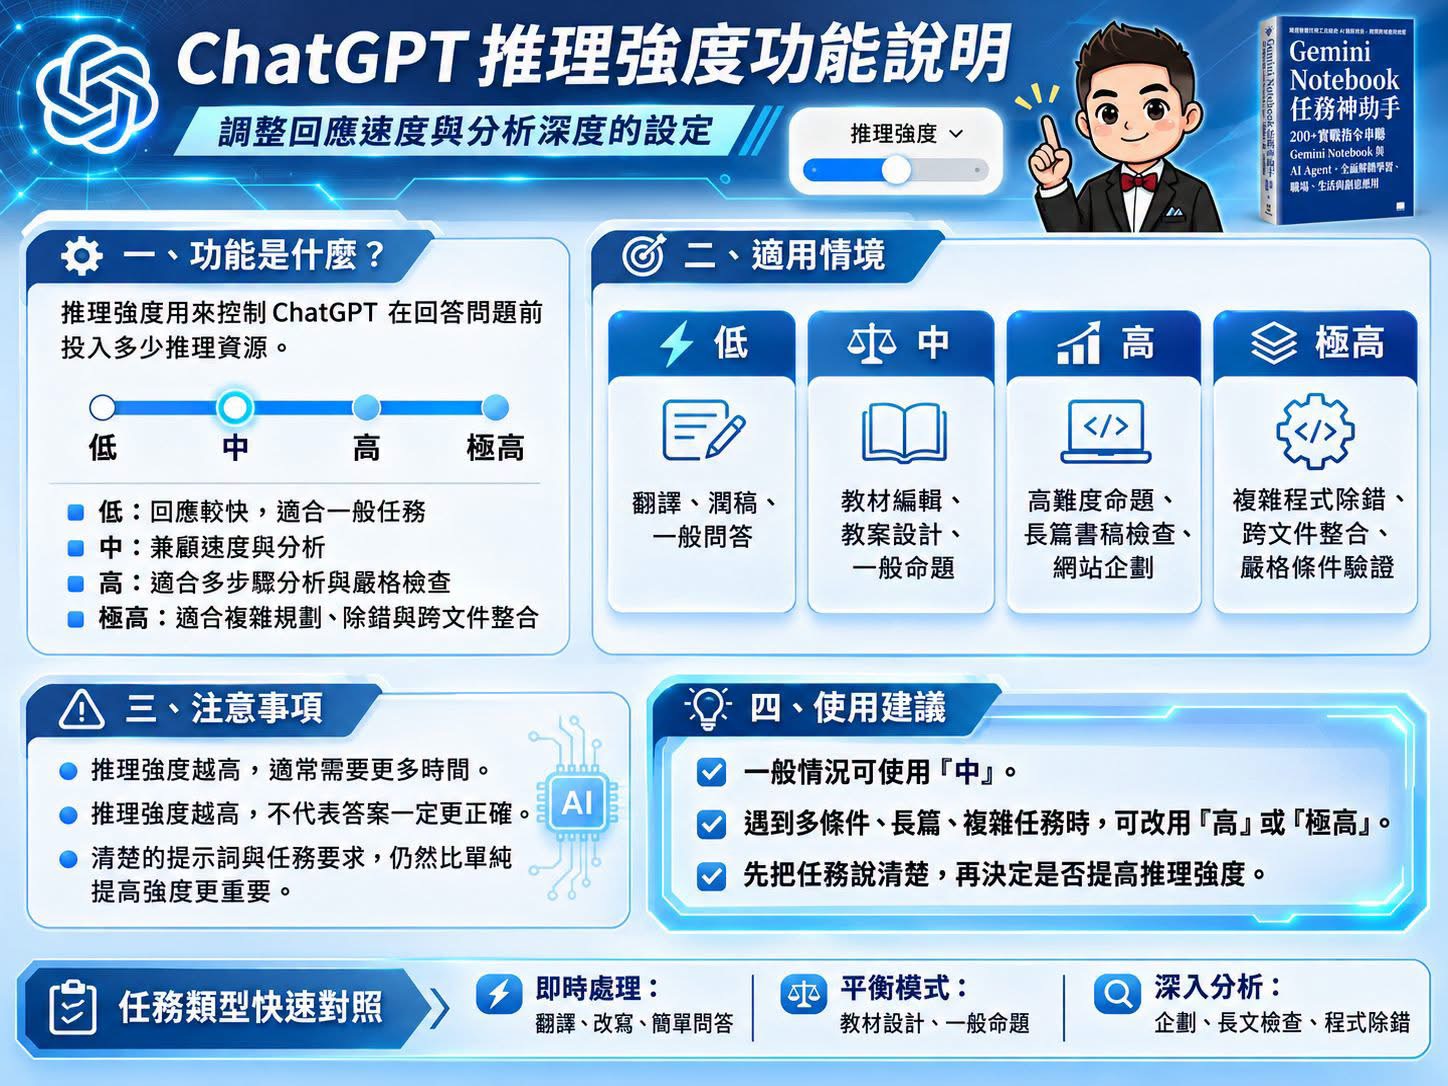 ChatGPT 推理強度功能說明
調整回應速度與分析深度的設定
推理強度
Gemini
Notebook
任務神助手
200+實戰指令串聯
Gemini Notebook 與
AI Agent,全面解鎖學習、
職場、生活與創意應用
Gemini Notebook
一、功能是什麼?
推理強度用來控制 ChatGPT 在回答問題前
投入多少推理資源。
低 中 高 極高
低:回應較快,適合一般任務
中:兼顧速度與分析
高:適合多步驟分析與嚴格檢查
極高:適合複雜規劃、除錯與跨文件整合
二、適用情境
低
翻譯、潤稿、
一般問答
中
教材編輯、
教案設計、
一般命題
高
</>
高難度命題、
長篇書稿檢查、
網站企劃
極高
</>
複雜程式除錯、
跨文件整合、
嚴格條件驗證
三、注意事項
推理強度越高,通常需要更多時間。
推理強度越高,不代表答案一定更正確。
清楚的提示詞與任務要求,仍然比單純
提高強度更重要。
AI
四、使用建議
一般情況可使用『中』。
遇到多條件、長篇、複雜任務時,可改用『高』或『極高』。
先把任務說清楚,再決定是否提高推理強度。
任務類型快速對照
即時處理:
翻譯、改寫、簡單問答
平衡模式:
教材設計、一般命題
深入分析:
企劃、長文檢查、程式除錯